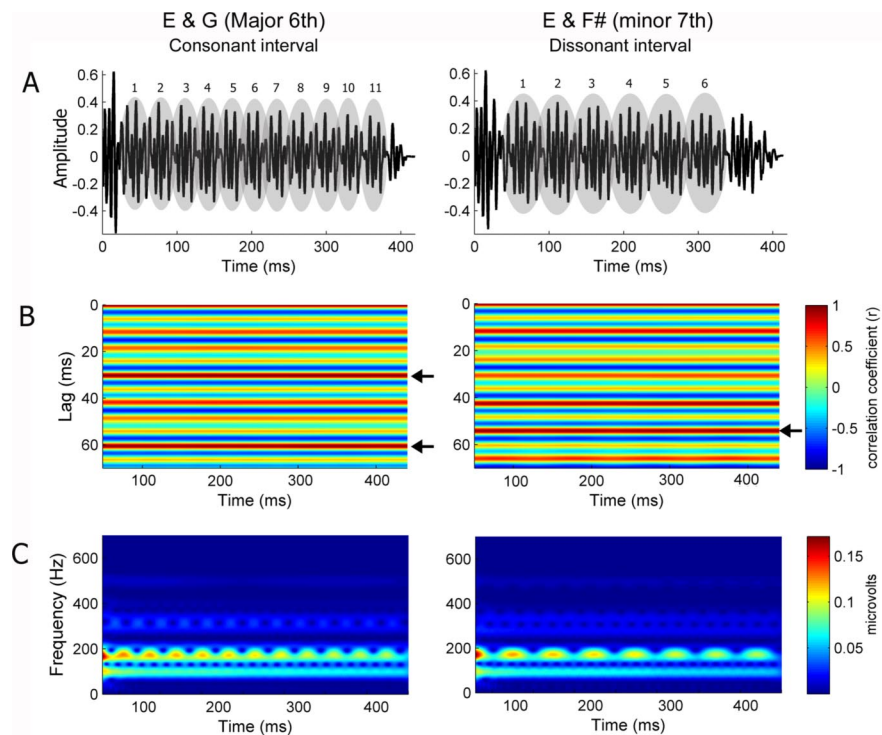 E & G (Major 6th)
Consonant interval
E & F# (minor 7th)
Dissonant interval
A
Amplitude
0.6
0.4
0.2
0
-0.2
-0.4
1 2 3 4 5 6 7 8 9 10 11
0 100 200 300 400
Time (ms)
0.6
0.4
0.2
0
-0.2
-0.4
1 2 3 4 5 6
0 100 200 300 400
Time (ms)
B
Lag (ms)
0
20
40
60
100 200 300 400
Time (ms)
0
20
40
60
100 200 300 400
Time (ms)
1
0.5
0
-0.5
-1
correlation coefficient (r)
C
Frequency (Hz)
600
400
200
0
100 200 300 400
Time (ms)
600
400
200
0
100 200 300 400
Time (ms)
0.15
0.10
0.05
microvolts